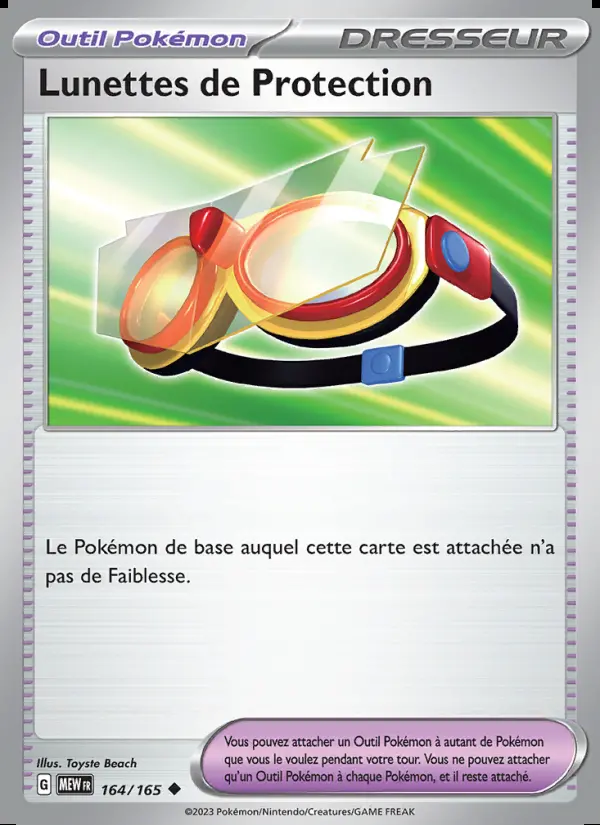 Outil Pokémon
DRESSEUR
Lunettes de Protection
Le Pokémon de base auquel cette carte est attachée n'a
pas de Faiblesse.
Illus. Toyste Beach
G MEW FR 164/165 ◆
Vous pouvez attacher un Outil Pokémon à autant de Pokémon
que vous le voulez pendant votre tour. Vous ne pouvez attacher
qu'un Outil Pokémon à chaque Pokémon, et il reste attaché.
©2023 Pokémon/Nintendo/Creatures/GAME FREAK